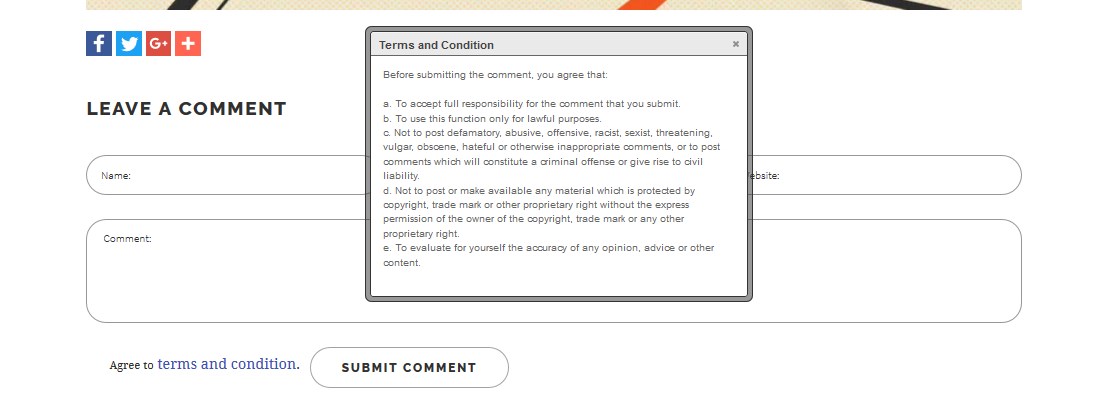 G+
Terms and Condition
Before submitting the comment, you agree that:
a. To accept full responsibility for the comment that you submit.
b. To use this function only for lawful purposes.
c. Not to post defamatory, abusive, offensive, racist, sexist, threatening,
vulgar, obscene, hateful or otherwise inappropriate comments, or to post
comments which will constitute a criminal offense or give rise to civil
liability.
d. Not to post or make available any material which is protected by
copyright, trade mark or other proprietary right without the express
permission of the owner of the copyright, trade mark or any other
proprietary right.
e. To evaluate for yourself the accuracy of any opinion, advice or other
content.
LEAVE A COMMENT
Name:
ebsite:
Comment:
Agree to terms and condition.
SUBMIT COMMENT